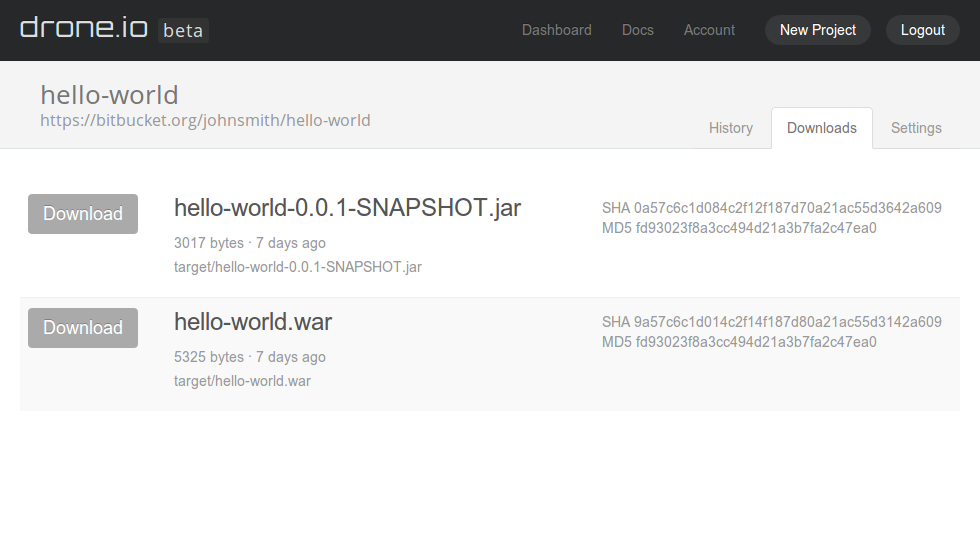 drone.io beta
Dashboard Docs Account New Project Logout
hello-world
https://bitbucket.org/johnsmith/hello-world
History Downloads Settings
Download
hello-world-0.0.1-SNAPSHOT.jar
3017 bytes · 7 days ago
target/hello-world-0.0.1-SNAPSHOT.jar
SHA 0a57c6c1d084c2f12f187d70a21ac55d3642a609
MD5 fd93023f8a3cc494d21a3b7fa2c47ea0
Download
hello-world.war
5325 bytes · 7 days ago
target/hello-world.war
SHA 9a57c6c1d014c2f14f187d80a21ac55d3142a609
MD5 fd93023f8a3cc494d21a3b7fa2c47ea0